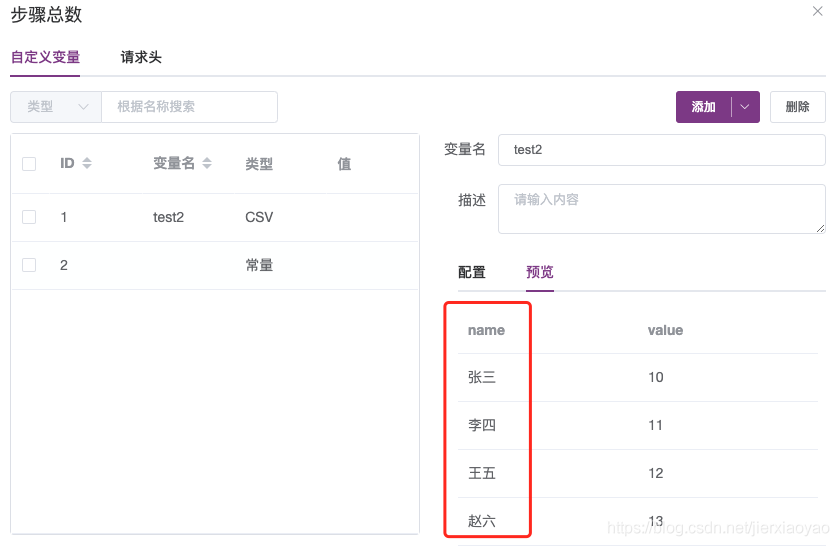 步骤总数
自定义变量 请求头
类型 根据名称搜索 添加 删除
ID 变量名 类型 值
1 test2 CSV
2 常量
变量名 test2
描述 请输入内容
配置 预览
name value
张三 10
李四 11
王五 12
赵六 13
https://blog.csdn.net/jierxiaoyao